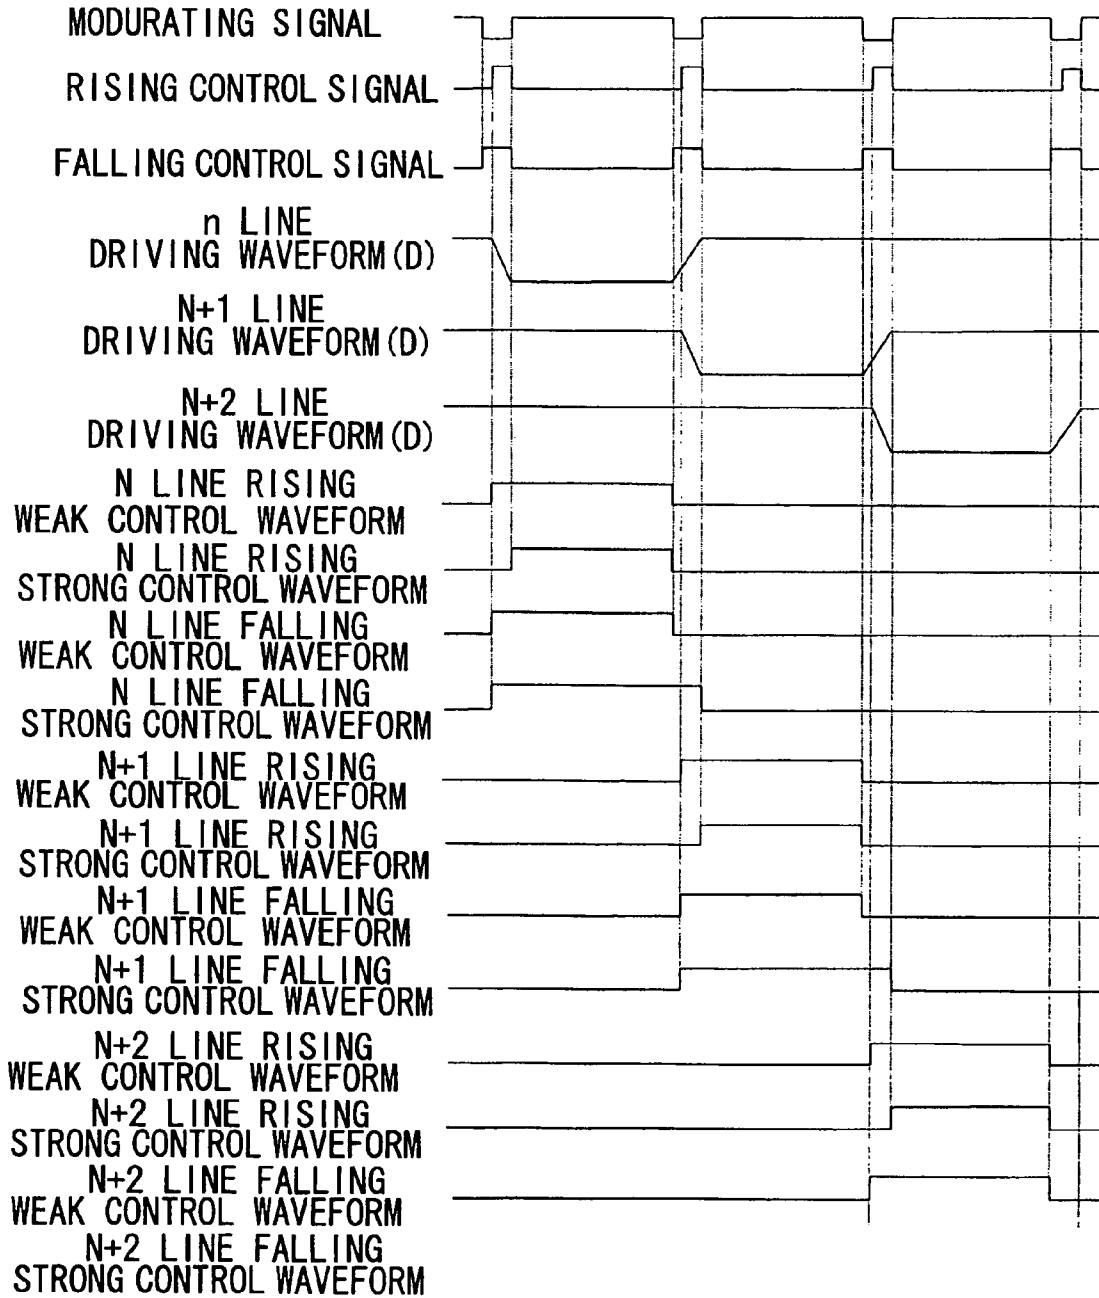 MODURATING SIGNAL
RISING CONTROL SIGNAL
FALLING CONTROL SIGNAL
n LINE
DRIVING WAVEFORM(D)
N+1 LINE
DRIVING WAVEFORM(D)
N+2 LINE
DRIVING WAVEFORM(D)
N LINE RISING
WEAK CONTROL WAVEFORM
N LINE RISING
STRONG CONTROL WAVEFORM
N LINE FALLING
WEAK CONTROL WAVEFORM
N LINE FALLING
STRONG CONTROL WAVEFORM
N+1 LINE RISING
WEAK CONTROL WAVEFORM
N+1 LINE RISING
STRONG CONTROL WAVEFORM
N+1 LINE FALLING
WEAK CONTROL WAVEFORM
N+1 LINE FALLING
STRONG CONTROL WAVEFORM
N+2 LINE RISING
WEAK CONTROL WAVEFORM
N+2 LINE RISING
STRONG CONTROL WAVEFORM
N+2 LINE FALLING
WEAK CONTROL WAVEFORM
N+2 LINE FALLING
STRONG CONTROL WAVEFORM